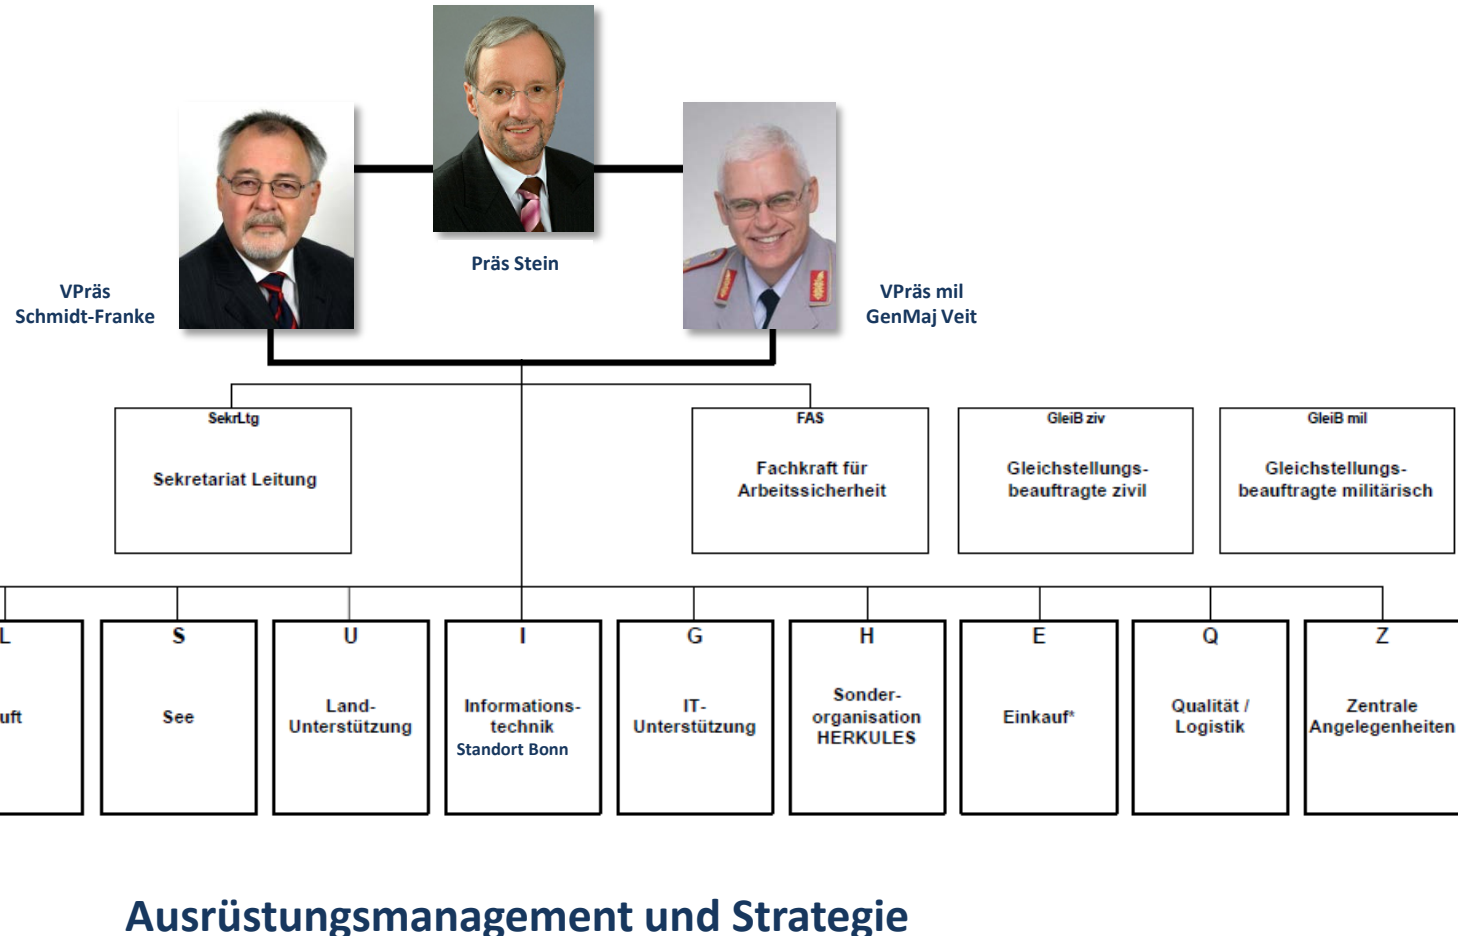 Präs Stein
VPräs
Schmidt-Franke
VPräs mil
GenMaj Veit
SekrLtg
Sekretariat Leitung
FAS
Fachkraft für
Arbeitssicherheit
GleiB ziv
Gleichstellungs-
beauftragte zivil
GleiB mil
Gleichstellungs-
beauftragte militärisch
L
uft
S
See
U
Land-
Unterstützung
I
Informations-
technik
Standort Bonn
G
IT-
Unterstützung
H
Sonder-
organisation
HERKULES
E
Einkauf*
Q
Qualität /
Logistik
Z
Zentrale
Angelegenheiten
Ausrüstungsmanagement und Strategie